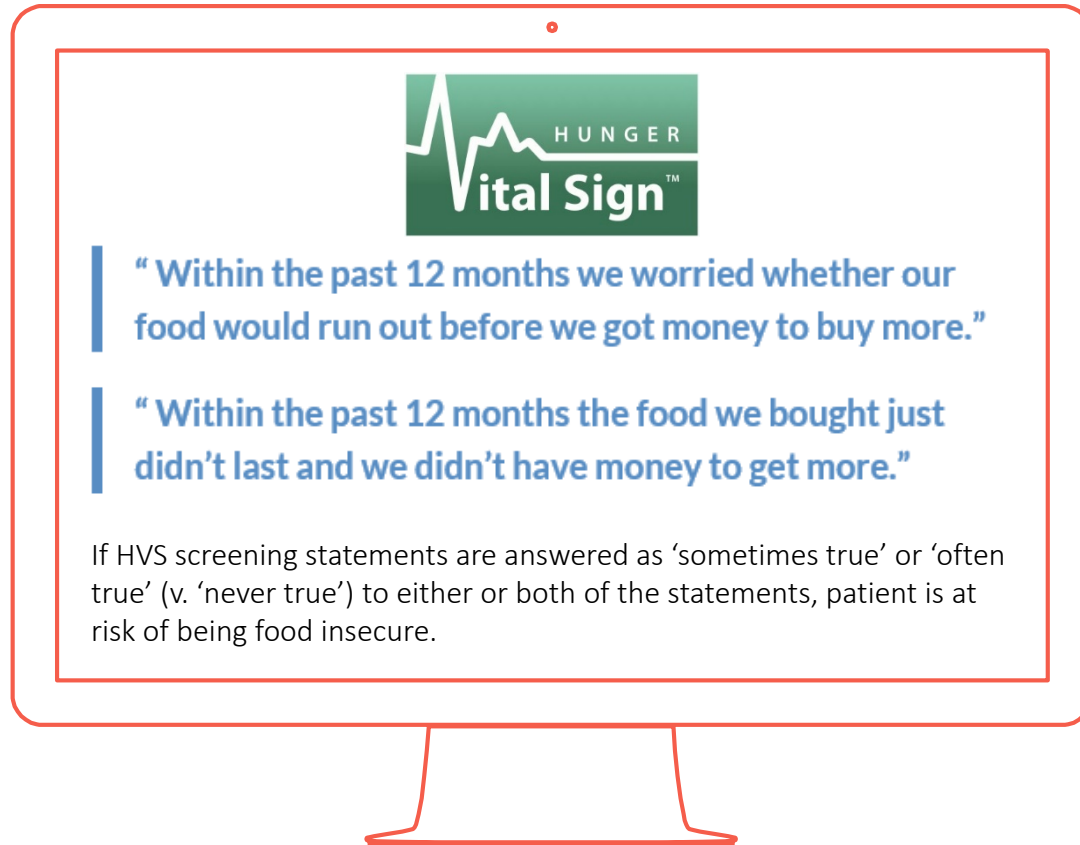 HUNGER
Vital Sign™
“ Within the past 12 months we worried whether our
food would run out before we got money to buy more.”
“ Within the past 12 months the food we bought just
didn’t last and we didn’t have money to get more.”
If HVS screening statements are answered as ‘sometimes true’ or ‘often
true’ (v. ‘never true’) to either or both of the statements, patient is at
risk of being food insecure.